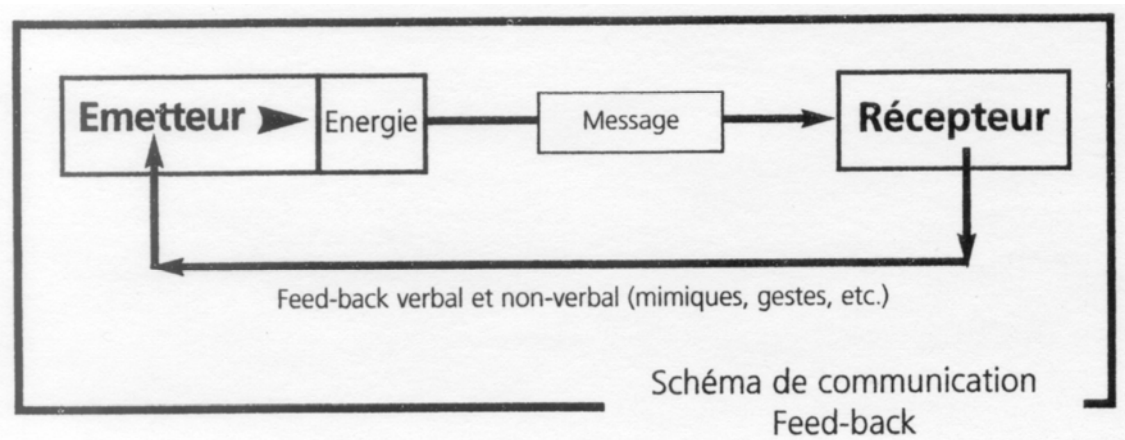 Emetteur
Energie
Message
Récepteur
Feed-back verbal et non-verbal (mimiques, gestes, etc.)
Schéma de communication
Feed-back